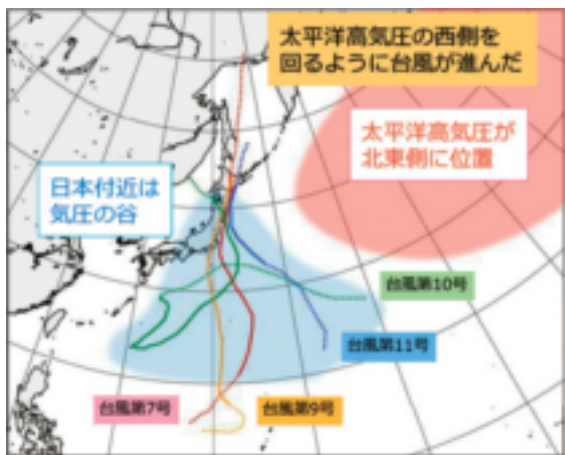 太平洋高気圧の西側を
回るように台風が進んだ
太平洋高気圧が
北東側に位置
日本付近は
気圧の谷
台風第10号
台風第11号
台風第7号
台風第9号